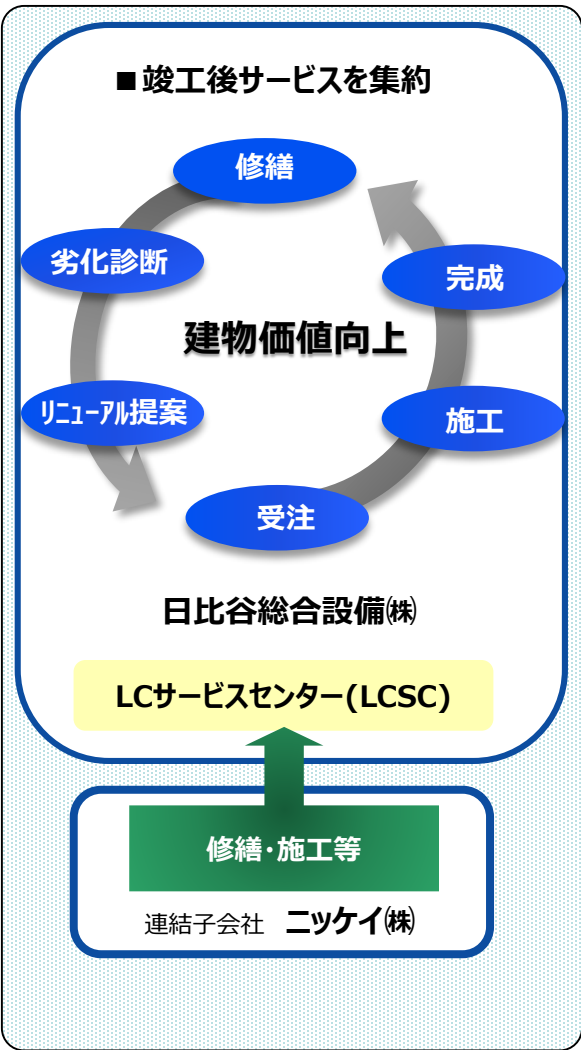 ■竣工後サービスを集約
修繕
劣化診断
完成
建物価値向上
ﾘﾆｭｰｱﾙ提案
施工
受注
日比谷総合設備㈱
LCサービスセンター(LCSC)
修繕・施工等
連結子会社 ニッケイ㈱